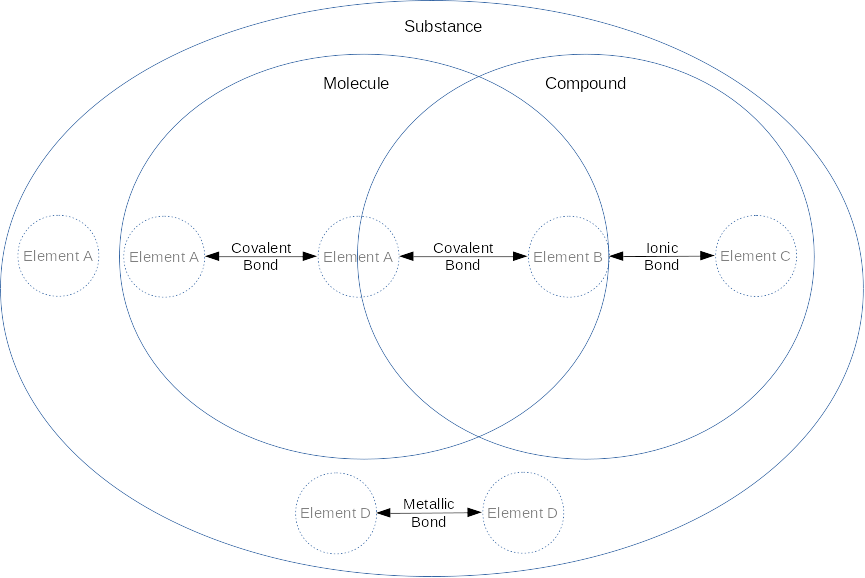 Substance
Molecule
Compound
Element A
Element A
Covalent
Bond
Element A
Covalent
Bond
Element B
Ionic
Bond
Element C
Element D
Metallic
Bond
Element D